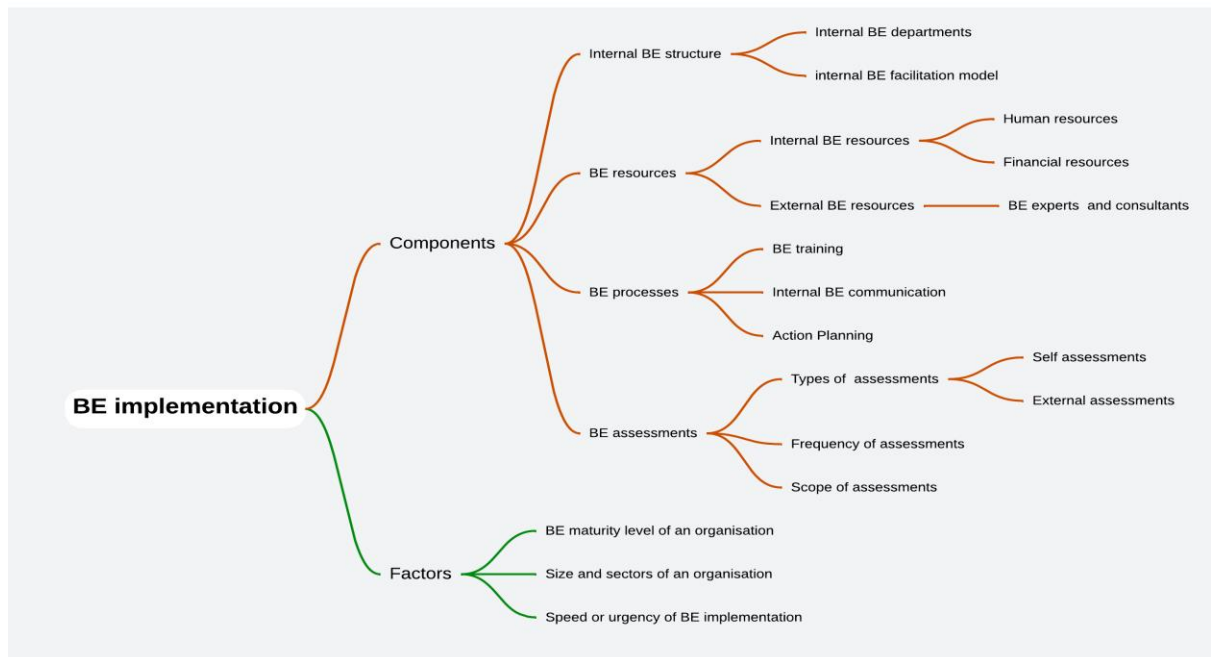 BE implementation
Components
Internal BE structure
Internal BE departments
internal BE facilitation model
BE resources
Internal BE resources
Human resources
Financial resources
External BE resources
BE experts and consultants
BE processes
BE training
Internal BE communication
Action Planning
BE assessments
Types of assessments
Self assessments
External assessments
Frequency of assessments
Scope of assessments
Factors
BE maturity level of an organisation
Size and sectors of an organisation
Speed or urgency of BE implementation